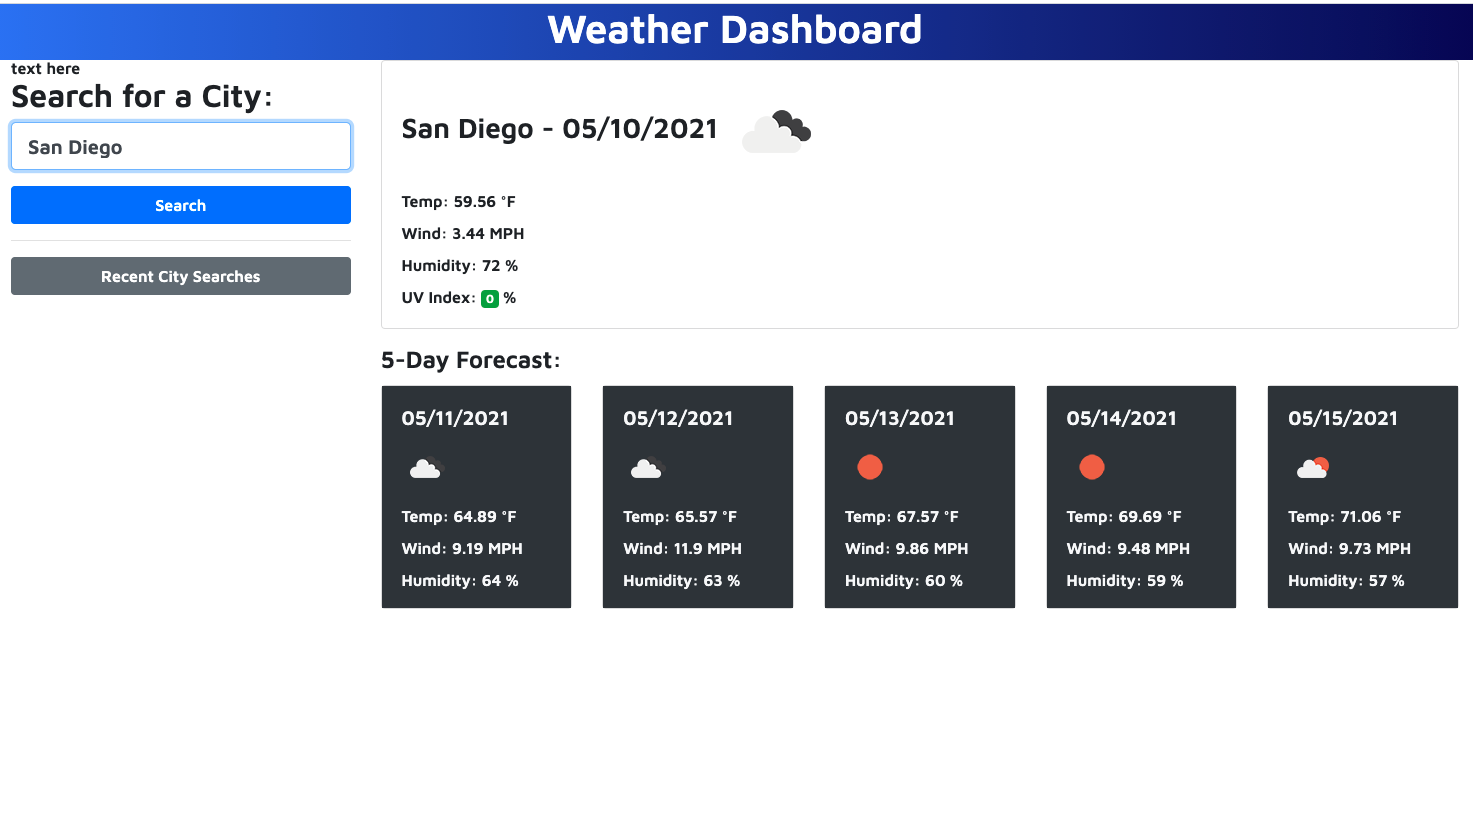 Weather Dashboard
text here
Search for a City:
San Diego
Search
Recent City Searches
San Diego - 05/10/2021
Temp: 59.56 °F
Wind: 3.44 MPH
Humidity: 72 %
UV Index: 0 %
5-Day Forecast:
05/11/2021
Temp: 64.89 °F
Wind: 9.19 MPH
Humidity: 64 %
05/12/2021
Temp: 65.57 °F
Wind: 11.9 MPH
Humidity: 63 %
05/13/2021
Temp: 67.57 °F
Wind: 9.86 MPH
Humidity: 60 %
05/14/2021
Temp: 69.69 °F
Wind: 9.48 MPH
Humidity: 59 %
05/15/2021
Temp: 71.06 °F
Wind: 9.73 MPH
Humidity: 57 %